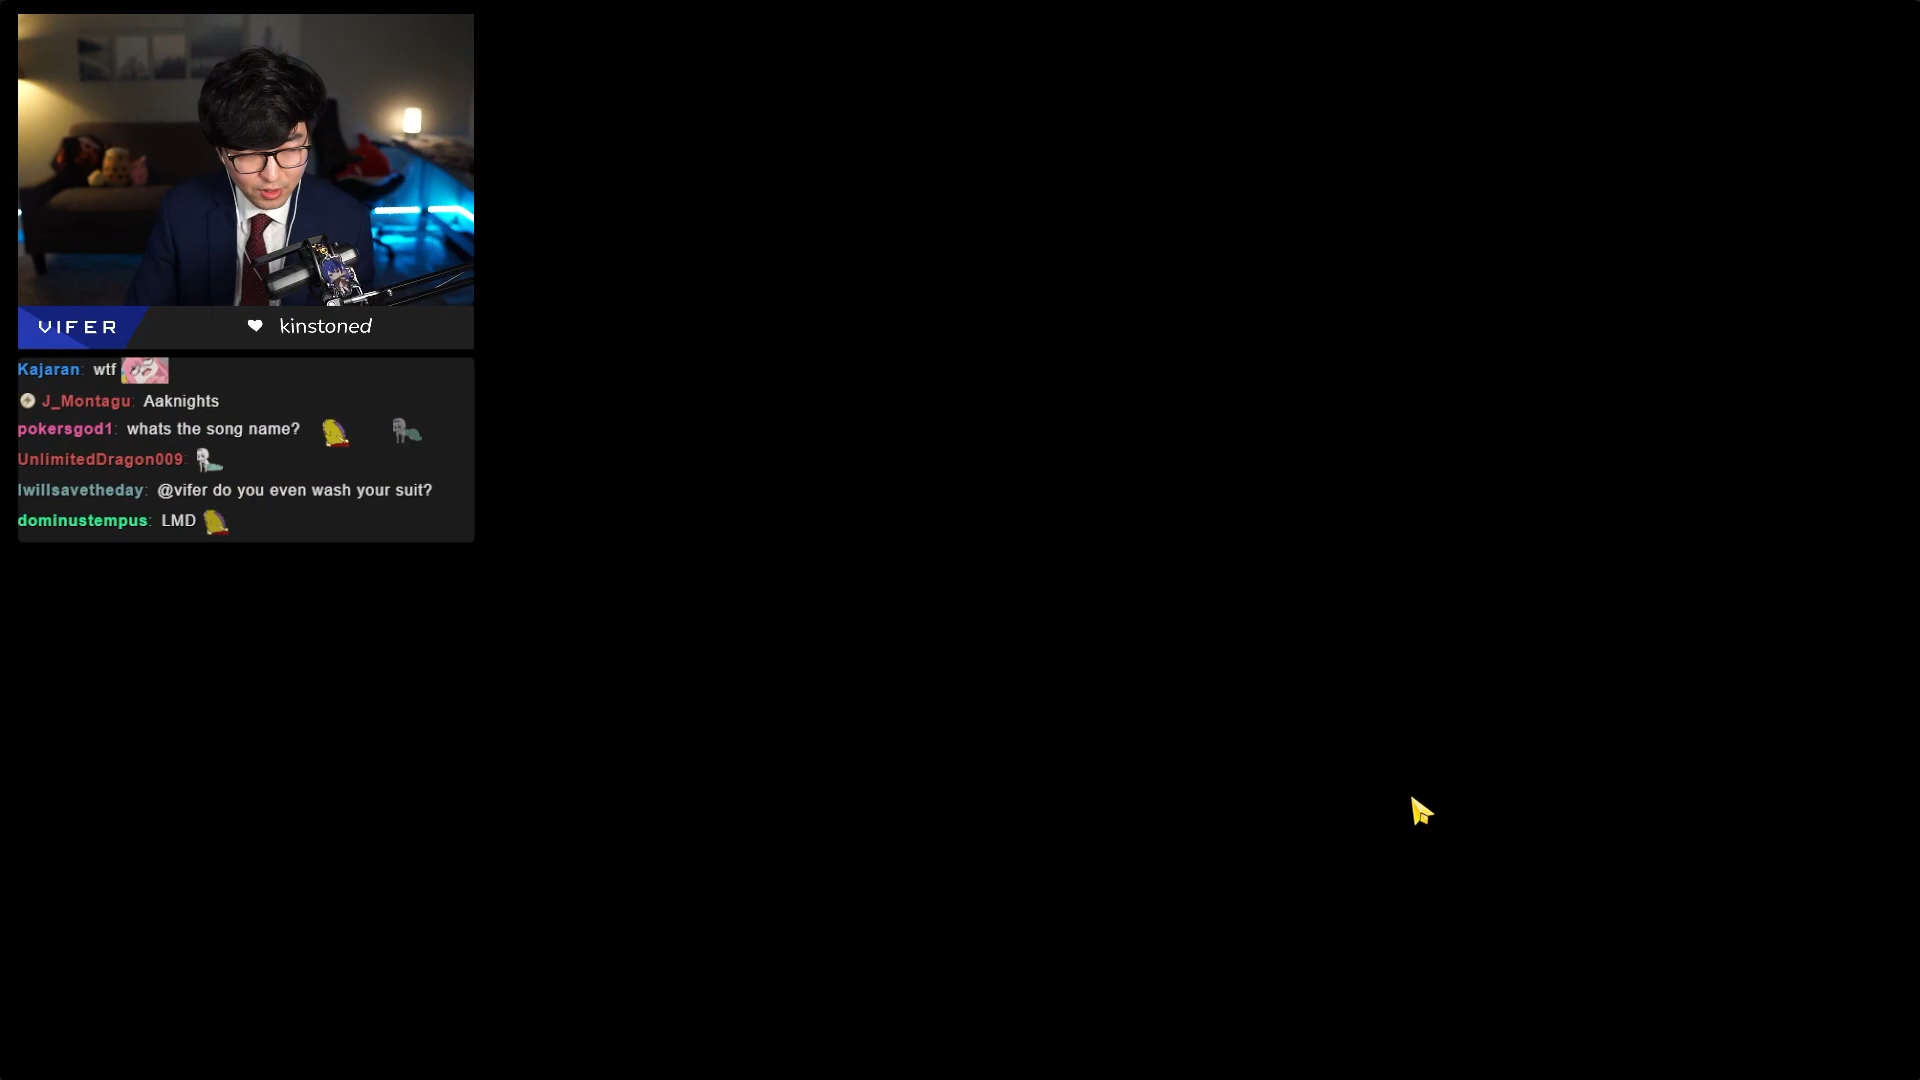 VIFER
kinstoned
Kajaran: wtf
J_Montagu: Aaknights
pokersgod1: whats the song name?
UnlimitedDragon009:
Iwillsavetheday: @vifer do you even wash your suit?
dominustempus: LMD